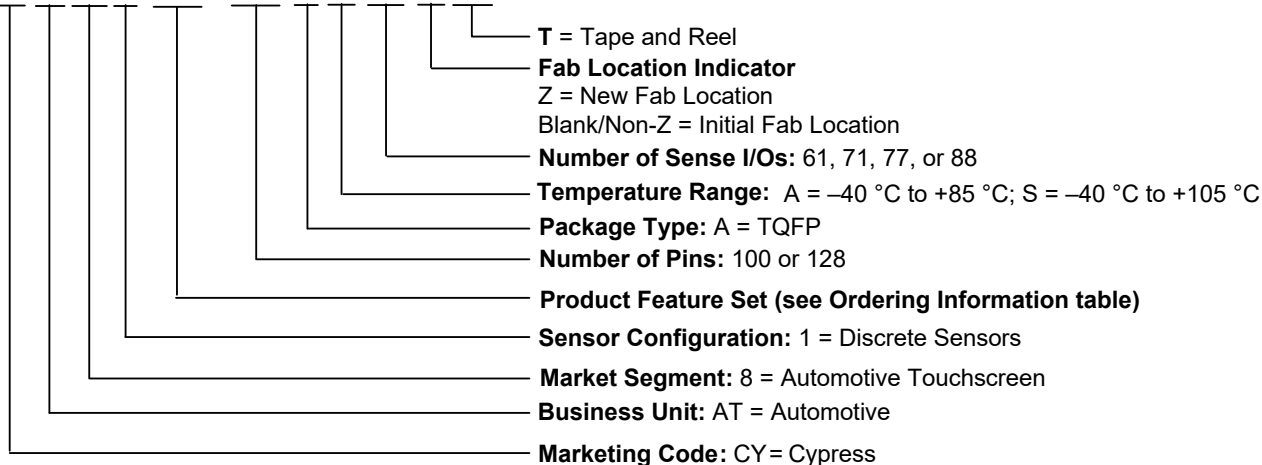 T = Tape and Reel
Fab Location Indicator
Z = New Fab Location
Blank/Non-Z = Initial Fab Location
Number of Sense I/Os: 61, 71, 77, or 88
Temperature Range: A = –40 °C to +85 °C; S = –40 °C to +105 °C
Package Type: A = TQFP
Number of Pins: 100 or 128
Product Feature Set (see Ordering Information table)
Sensor Configuration: 1 = Discrete Sensors
Market Segment: 8 = Automotive Touchscreen
Business Unit: AT = Automotive
Marketing Code: CY = Cypress